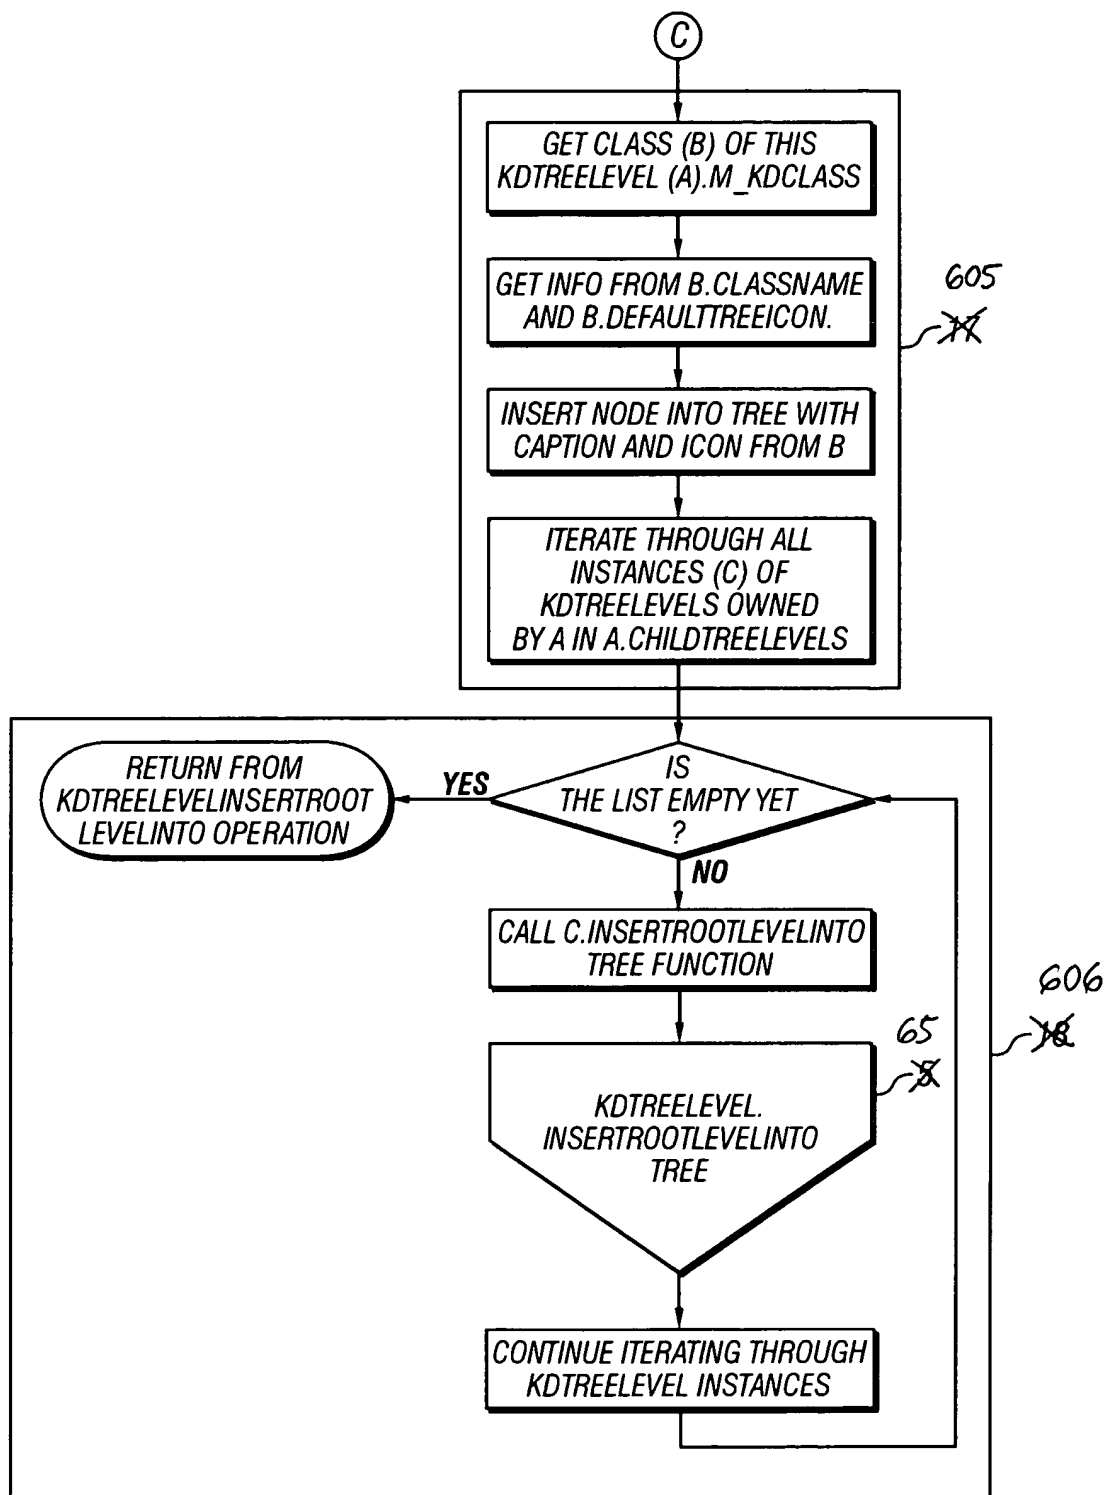 C
GET CLASS (B) OF THIS
KDTREELEVEL (A).M_KDCLASS
GET INFO FROM B.CLASSNAME
AND B.DEFAULTTREEICON.
605
17
INSERT NODE INTO TREE WITH
CAPTION AND ICON FROM B
ITERATE THROUGH ALL
INSTANCES (C) OF
KDTREELEVELS OWNED
BY A IN A.CHILDTREELEVELS
RETURN FROM
KDTREELEVELINSERTROOT
LEVELINTO OPERATION
YES
IS
THE LIST EMPTY YET
?
NO
CALL C.INSERTROOTLEVELINTO
TREE FUNCTION
606
18
65
5
KDTREELEVEL.
INSERTROOTLEVELINTO
TREE
CONTINUE ITERATING THROUGH
KDTREELEVEL INSTANCES